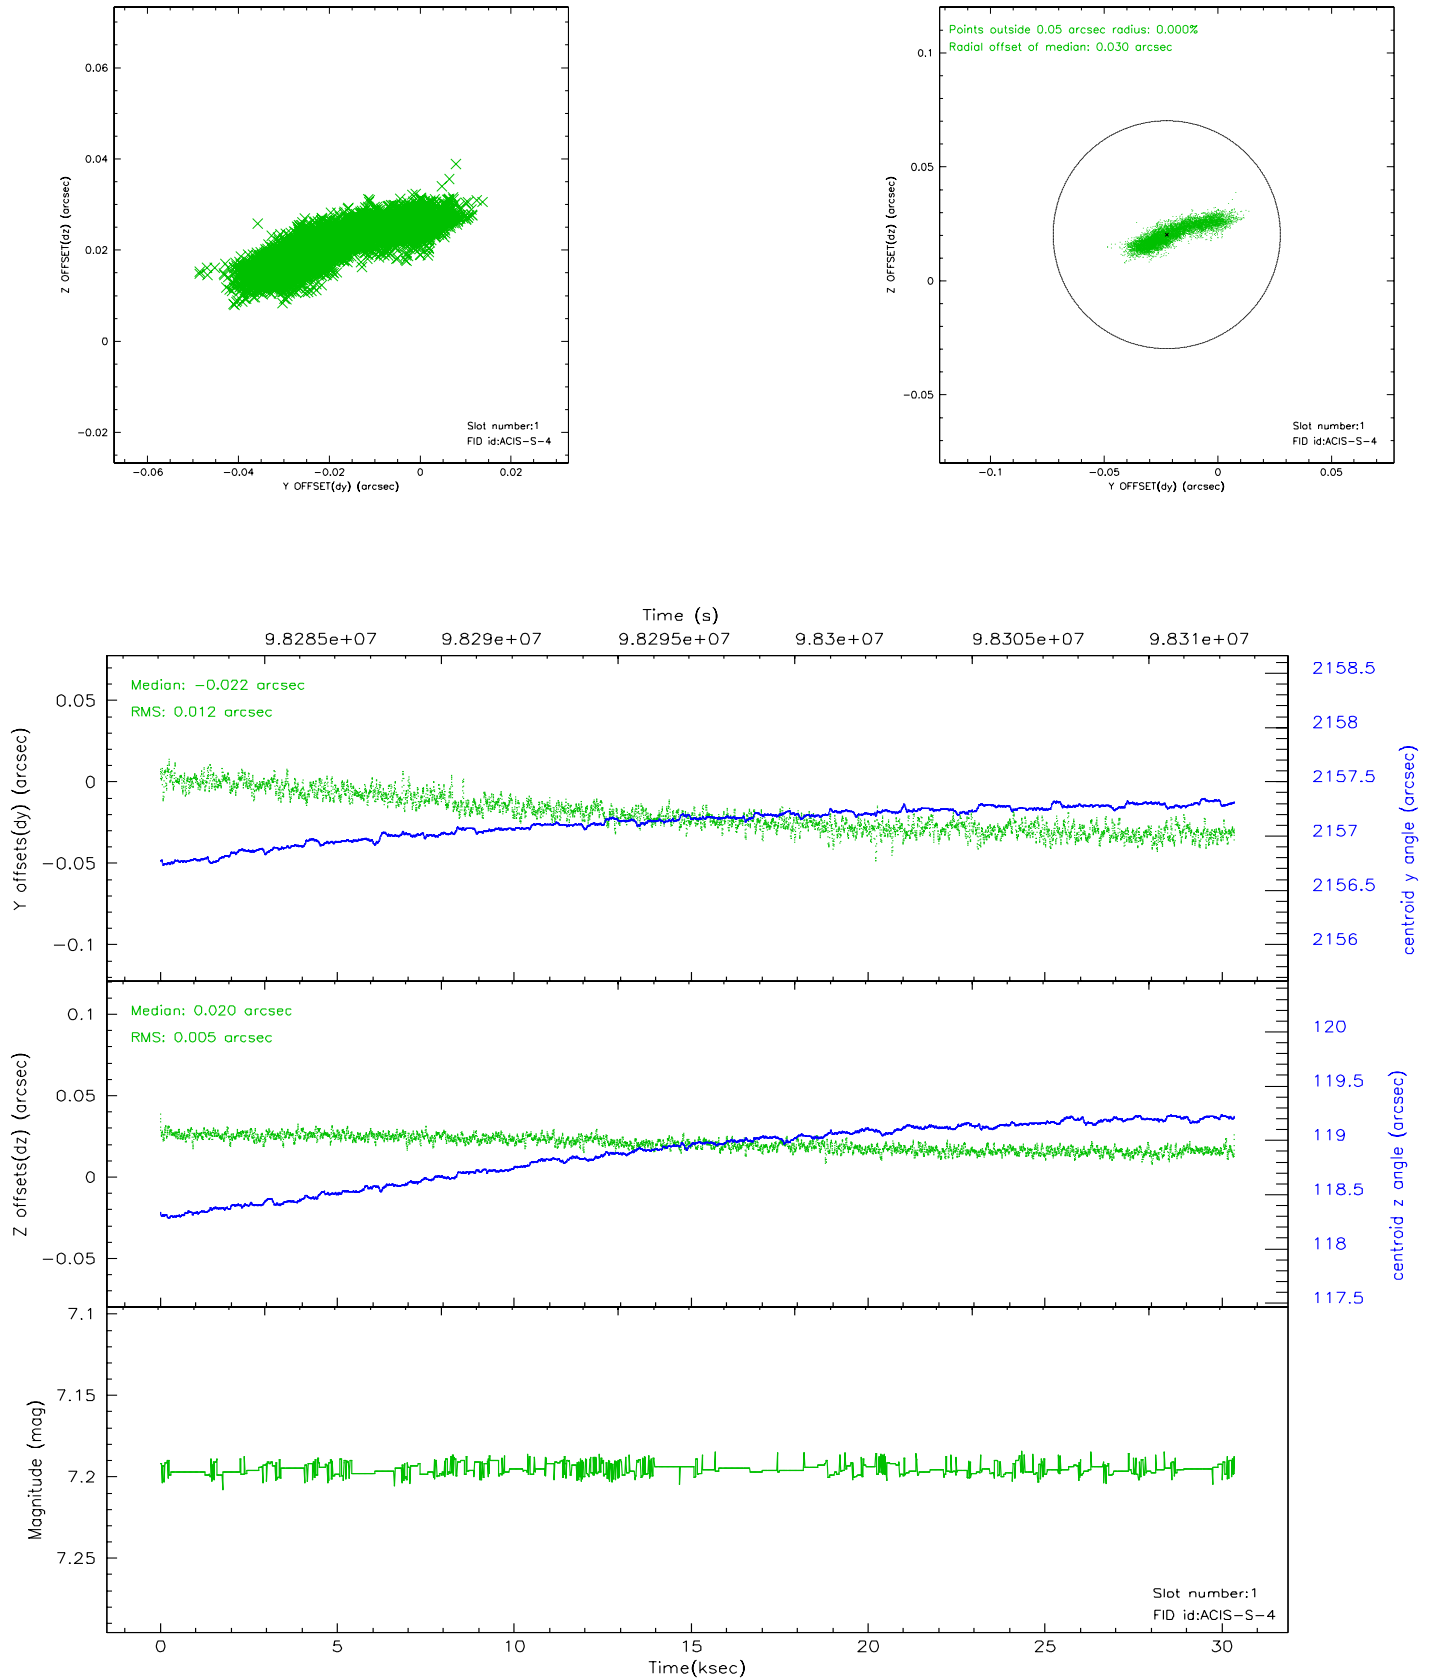 0.06
0.04
0.02
0
−0.02
Z OFFSET(dz) (arcsec)
Slot number:1
FID id:ACIS−S−4
−0.06
−0.04
−0.02
0
0.02
Y OFFSET(dy) (arcsec)
Points outside 0.05 arcsec radius: 0.000%
Radial offset of median: 0.030 arcsec
0.1
0.05
0
−0.05
Z OFFSET(dz) (arcsec)
Slot number:1
FID id:ACIS−S−4
−0.1
−0.05
0
0.05
Y OFFSET(dy) (arcsec)
Time (s)
9.8285e+07
9.829e+07
9.8295e+07
9.83e+07
9.8305e+07
9.831e+07
Median: −0.022 arcsec
RMS: 0.012 arcsec
0.05
0
−0.05
−0.1
Y offsets(dy) (arcsec)
2158.5
2158
2157.5
2157
2156.5
2156
centroid y angle (arcsec)
Median: 0.020 arcsec
RMS: 0.005 arcsec
0.1
0.05
0
−0.05
Z offsets(dz) (arcsec)
120
119.5
119
118.5
118
117.5
centroid z angle (arcsec)
7.1
7.15
7.2
7.25
Magnitude (mag)
Slot number:1
FID id:ACIS−S−4
0
5
10
15
20
25
30
Time(ksec)